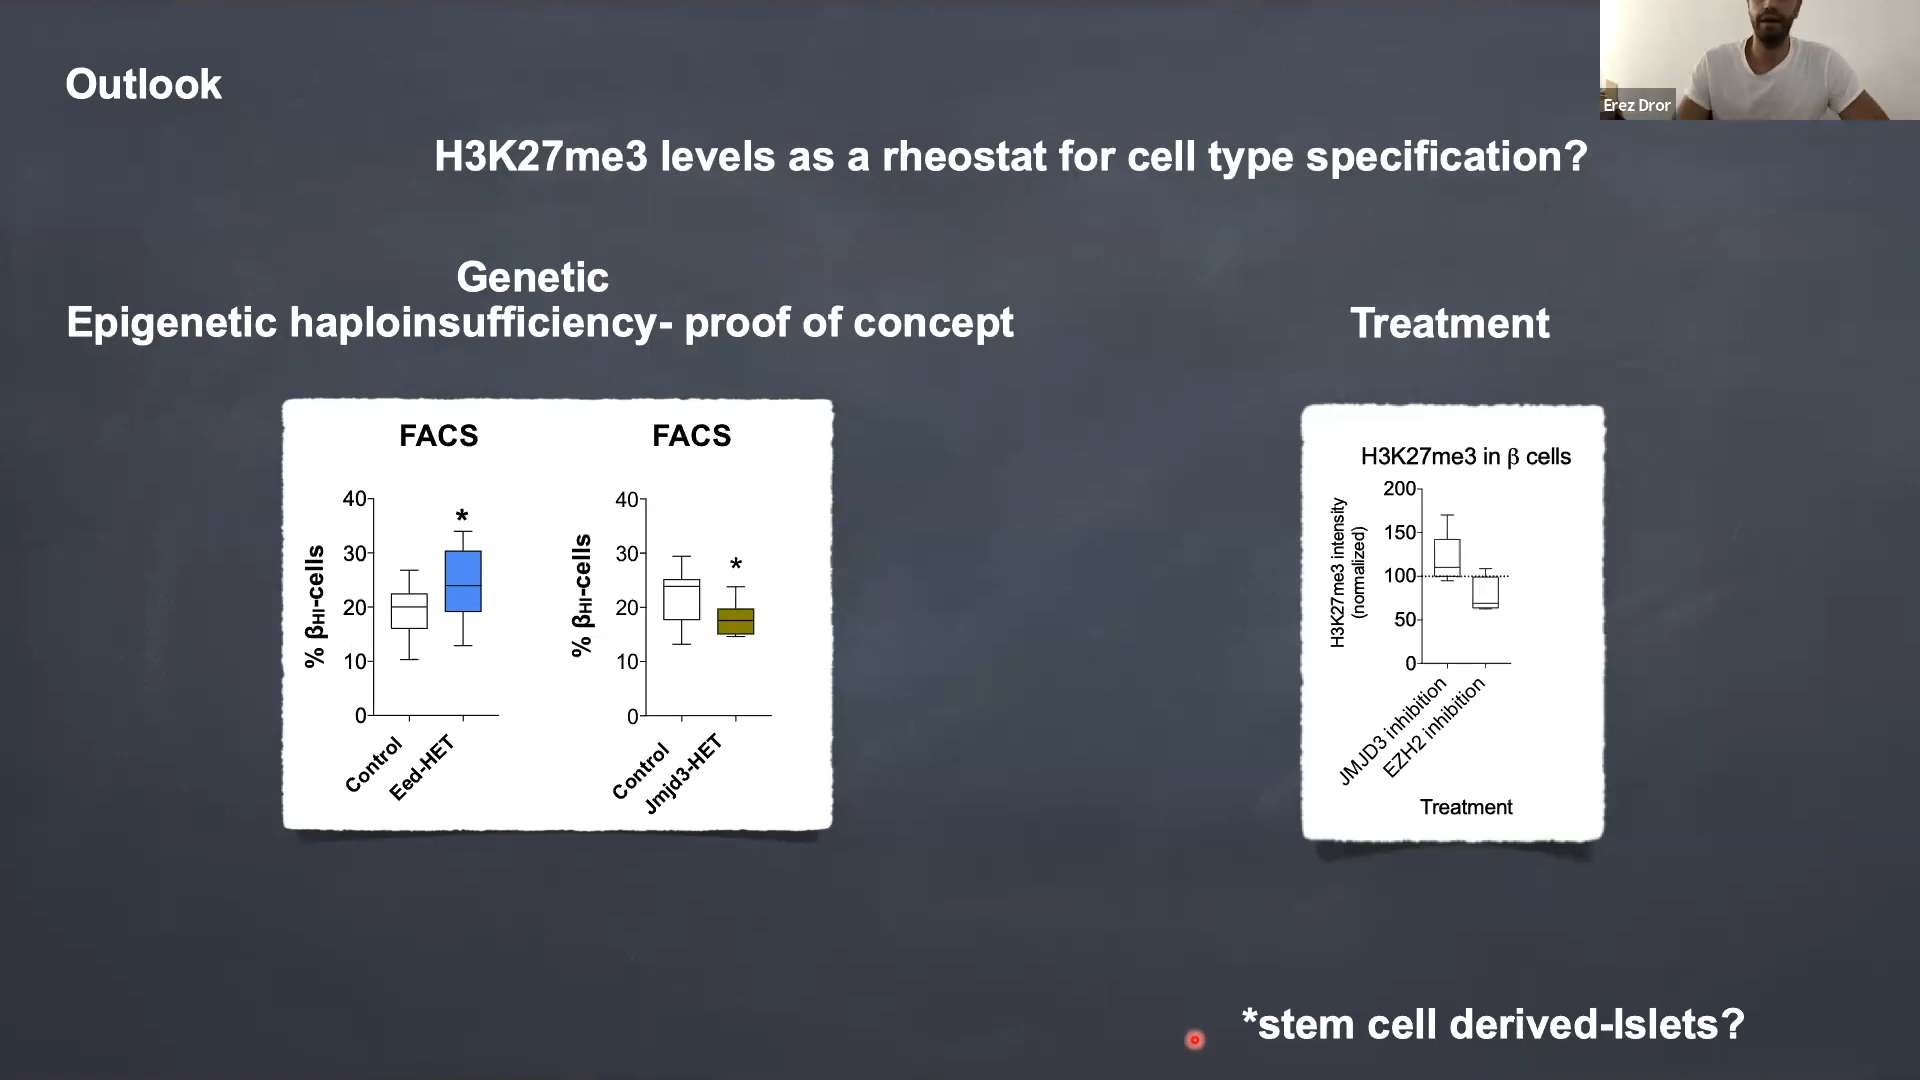 Outlook
Erez Dror
H3K27me3 levels as a rheostat for cell type specification?
Genetic
Epigenetic haploinsufficiency- proof of concept
Treatment
FACS
% βHI-cells
40
30
20
10
0
*
Control
Eed-HET
FACS
% βHI-cells
40
30
20
10
0
*
Control
Jmjd3-HET
H3K27me3 in β cells
H3K27me3 intensity
(normalized)
200
150
100
50
0
JMJD3 inhibition
EZH2 inhibition
Treatment
*stem cell derived-Islets?